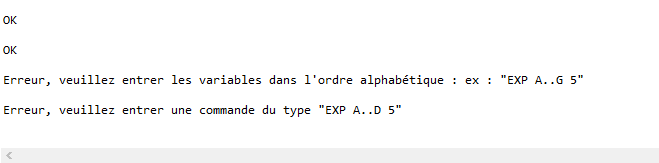 OK
OK
Erreur, veuillez entrer les variables dans l'ordre alphabétique : ex : "EXP A..G 5"
Erreur, veuillez entrer une commande du type "EXP A..D 5"